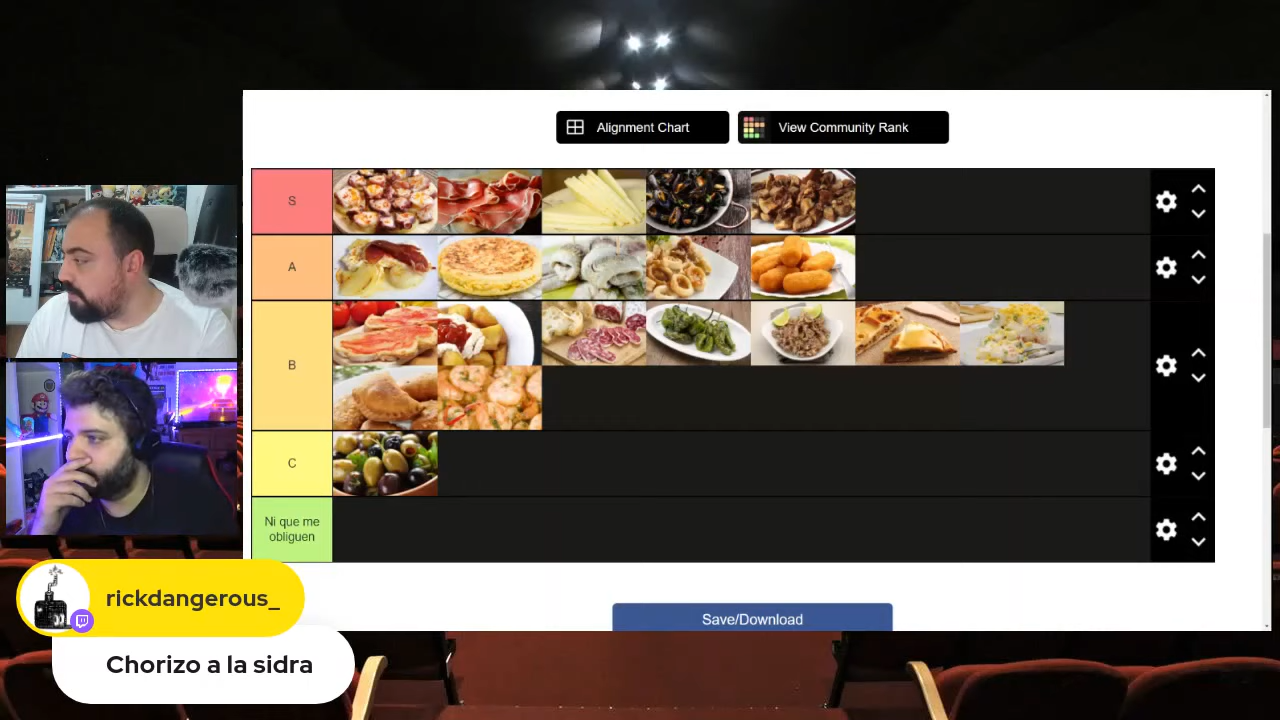 Alignment Chart
View Community Rank
S
A
B
C
Ni que me
obliguen
Save/Download
rickdangerous_
Chorizo a la sidra